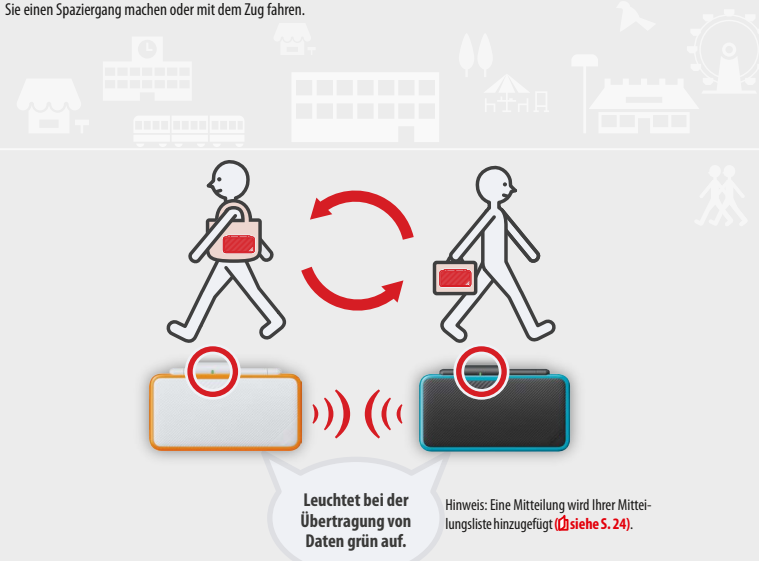 Sie einen Spaziergang machen oder mit dem Zug fahren.
Leuchtet bei der
Übertragung von
Daten grün auf.
Hinweis: Eine Mitteilung wird Ihrer Mittei-
lungsliste hinzugefügt (siehe S. 24).